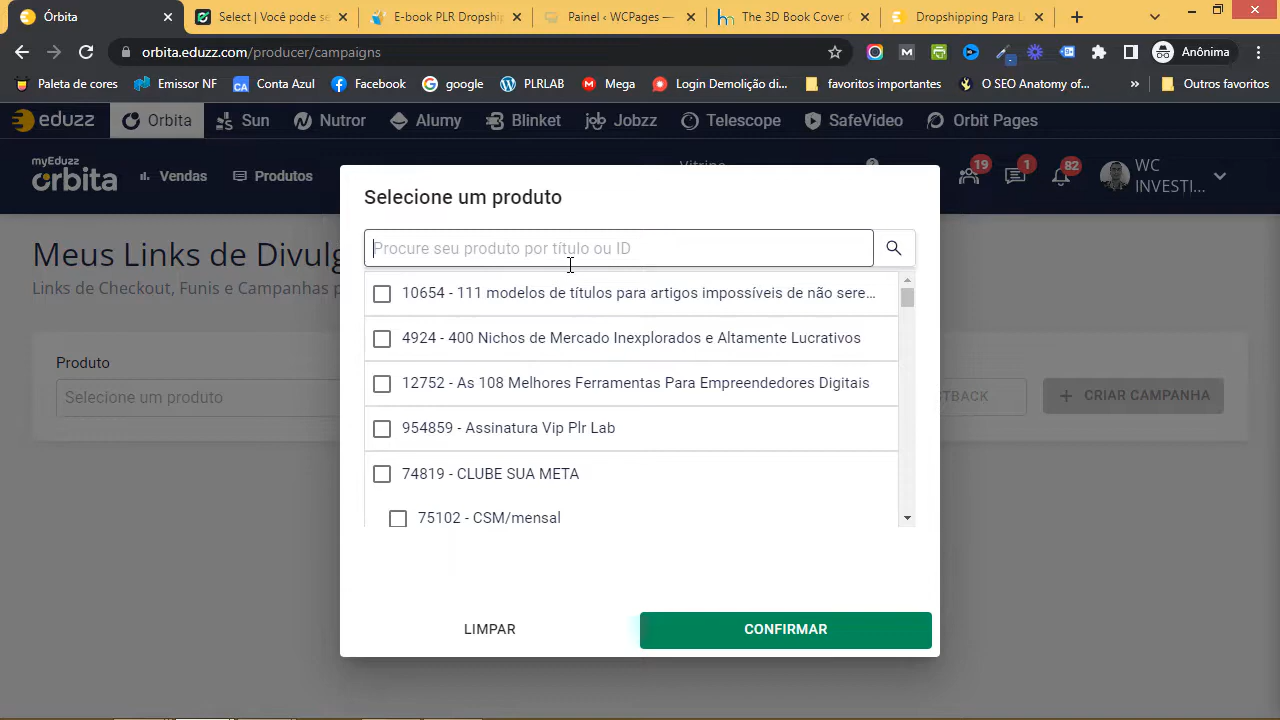 Órbita
Select | Você pode se
E-book PLR Dropship
Painel ‹ WCPages —
The 3D Book Cover C
Dropshipping Para L
orbita.eduzz.com/producer/campaigns
Anônima
Paleta de cores
Emissor NF
CA
Conta Azul
Facebook
google
PLRLAB
Mega
Login Demolição di...
favoritos importantes
O SEO Anatomy of...
»
Outros favoritos
eduzz
Orbita
Sun
Nutror
Alumy
Blinket
Jobzz
Telescope
SafeVideo
Orbit Pages
myEduzz
órbita
Vendas
Produtos
Vitrine
19
1
82
WC
INVESTI...
Meus Links de Divulg
Links de Checkout, Funis e Campanhas p
Produto
Selecione um produto
TBACK
CRIAR CAMPANHA
Selecione um produto
Procure seu produto por título ou ID
10654 - 111 modelos de títulos para artigos impossíveis de não sere...
4924 - 400 Nichos de Mercado Inexplorados e Altamente Lucrativos
12752 - As 108 Melhores Ferramentas Para Empreendedores Digitais
954859 - Assinatura Vip Plr Lab
74819 - CLUBE SUA META
75102 - CSM/mensal
LIMPAR
CONFIRMAR